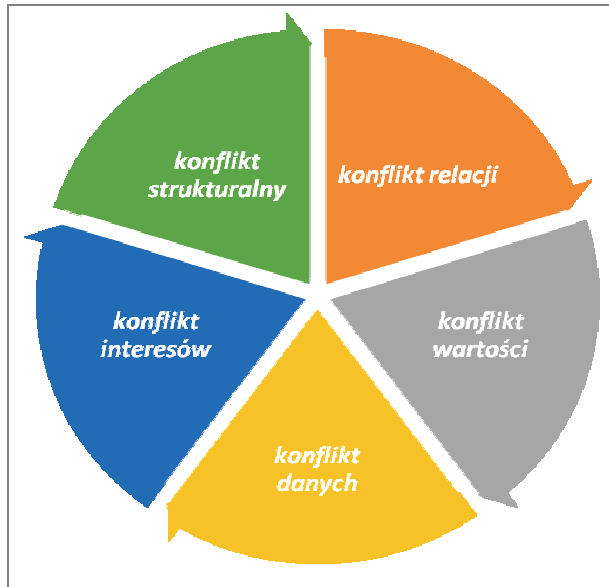 konflikt
strukturalny
konflikt relacji
konflikt
wartości
konflikt
danych
konflikt
interesów